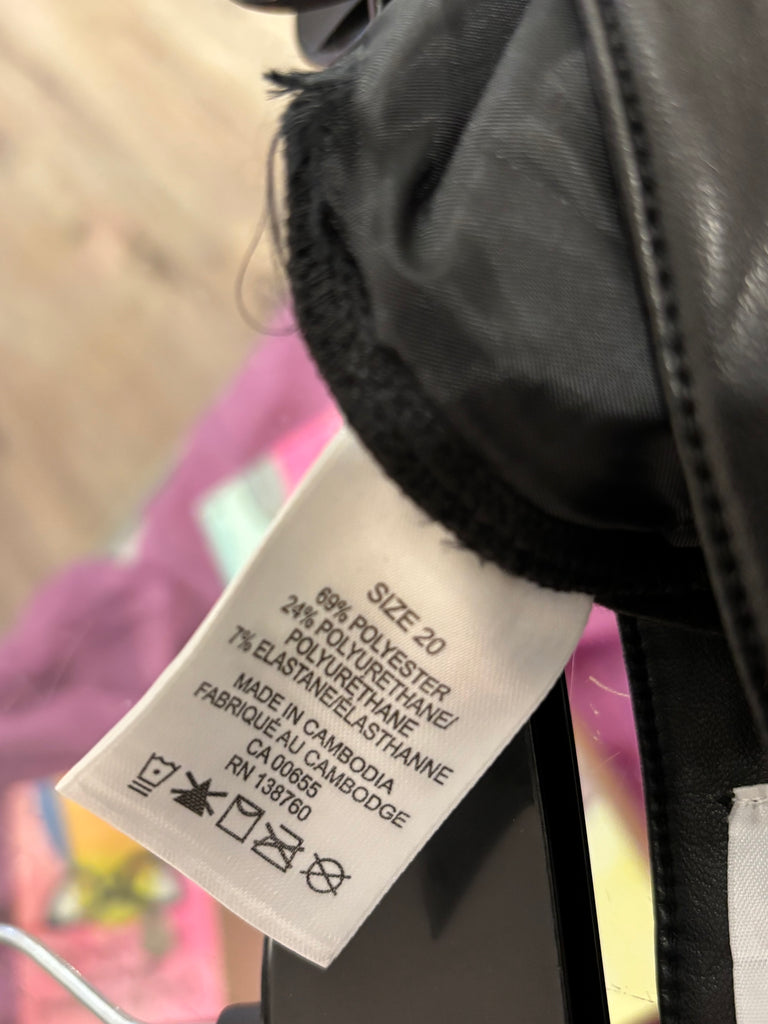 SIZE 20
69% POLYESTER
24% POLYURETHANE/
POLYURÉTHANE
7% ELASTANE/ÉLASTHANNE
MADE IN CAMBODIA
FABRIQUÉ AU CAMBODGE
CA 00655
RN 138760